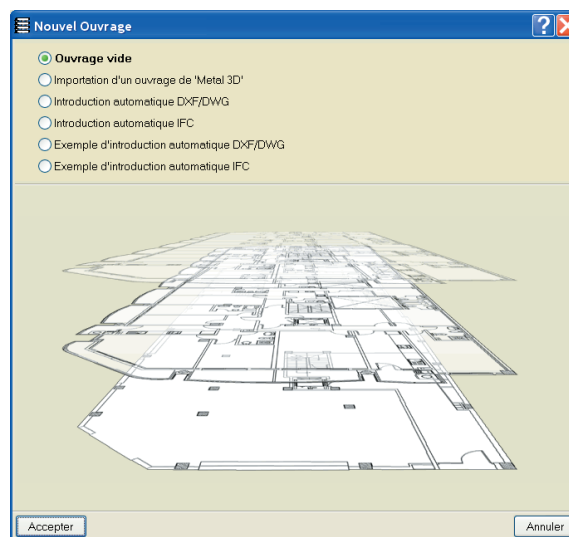 Nouvel Ouvrage
?
Ouvrage vide
Importation d'un ouvrage de 'Metal 3D'
Introduction automatique DXF/DWG
Introduction automatique IFC
Exemple d'introduction automatique DXF/DWG
Exemple d'introduction automatique IFC
Accepter
Annuler